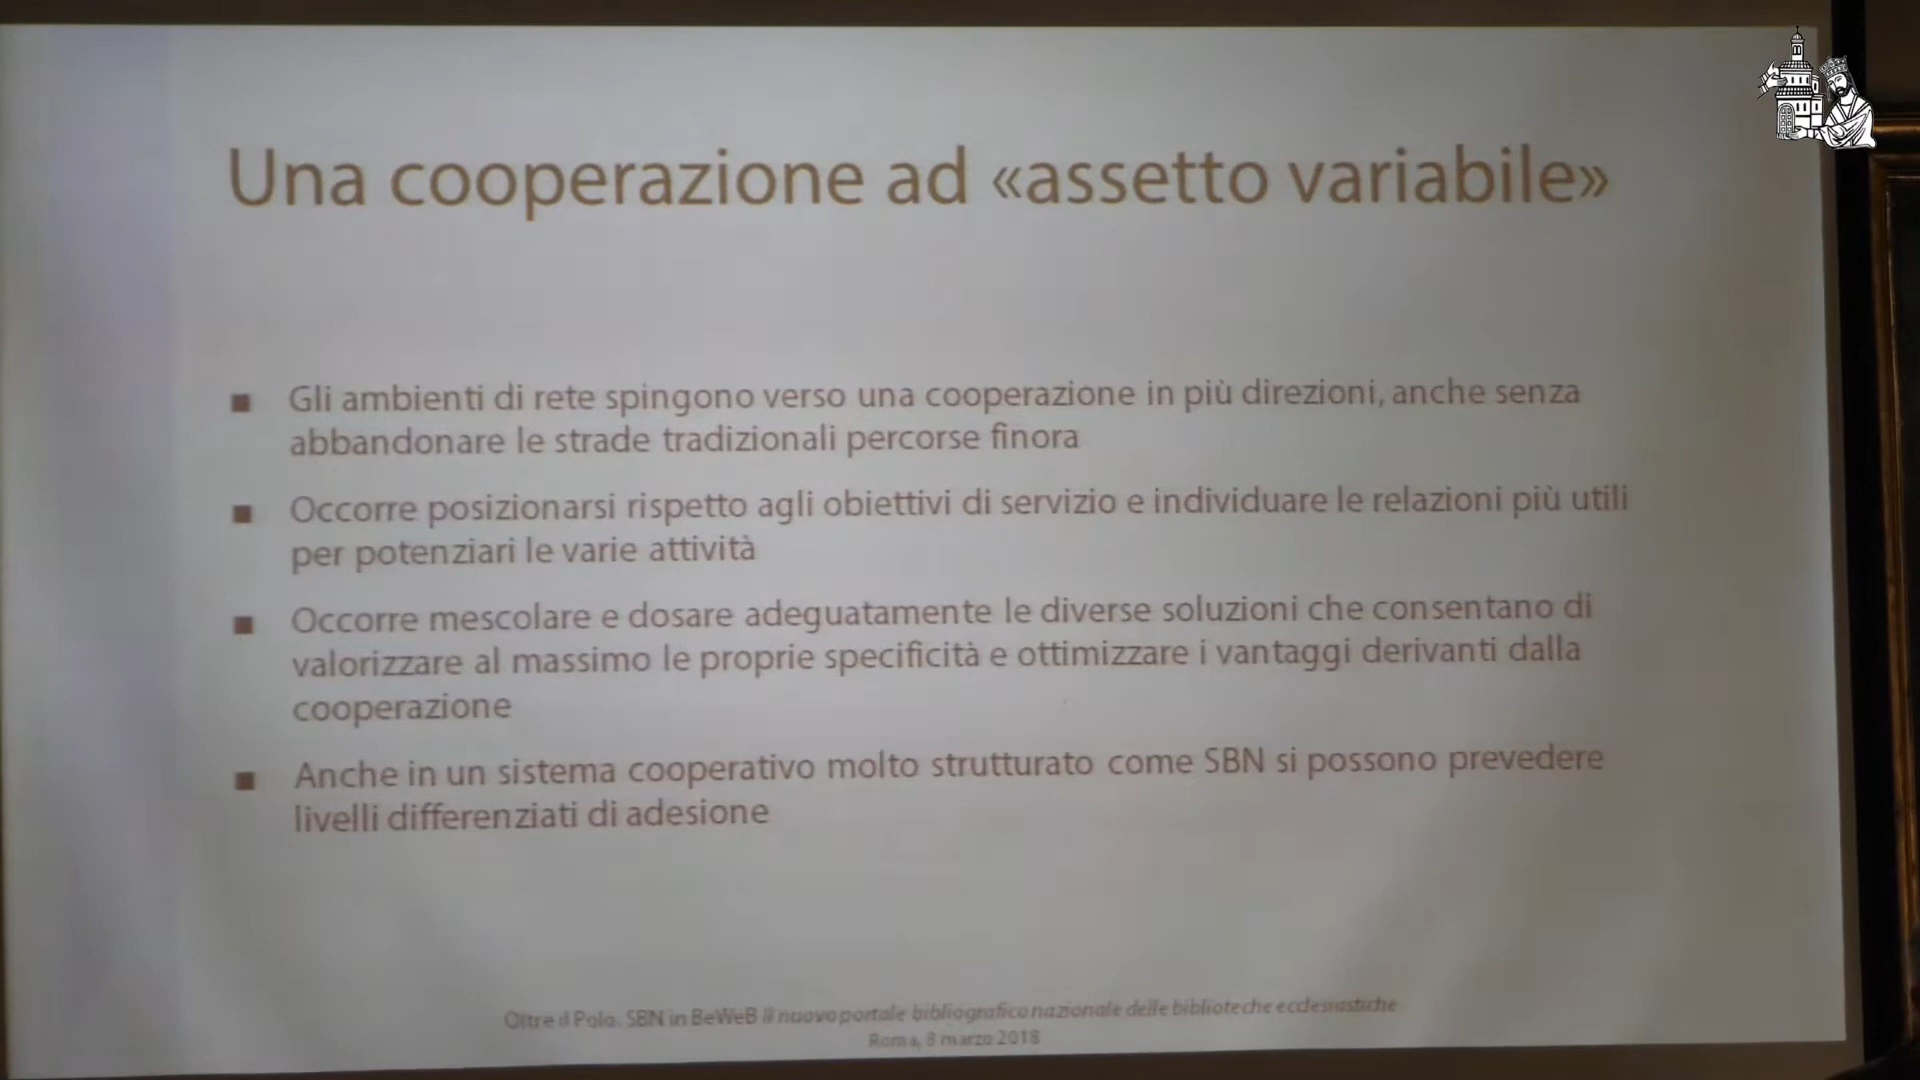 Una cooperazione ad «assetto variabile»
■ Gli ambienti di rete spingono verso una cooperazione in più direzioni, anche senza
abbandonare le strade tradizionali percorse finora
■ Occorre posizionarsi rispetto agli obiettivi di servizio e individuare le relazioni più utili
per potenziari le varie attività
■ Occorre mescolare e dosare adeguatamente le diverse soluzioni che consentano di
valorizzare al massimo le proprie specificità e ottimizzare i vantaggi derivanti dalla
cooperazione
■ Anche in un sistema cooperativo molto strutturato come SBN si possono prevedere
livelli differenziati di adesione
Oltre il Polo. SBN in BeWeB il nuovo portale bibliografico nazionale delle biblioteche ecclesiastiche
Roma, 8 marzo 2018